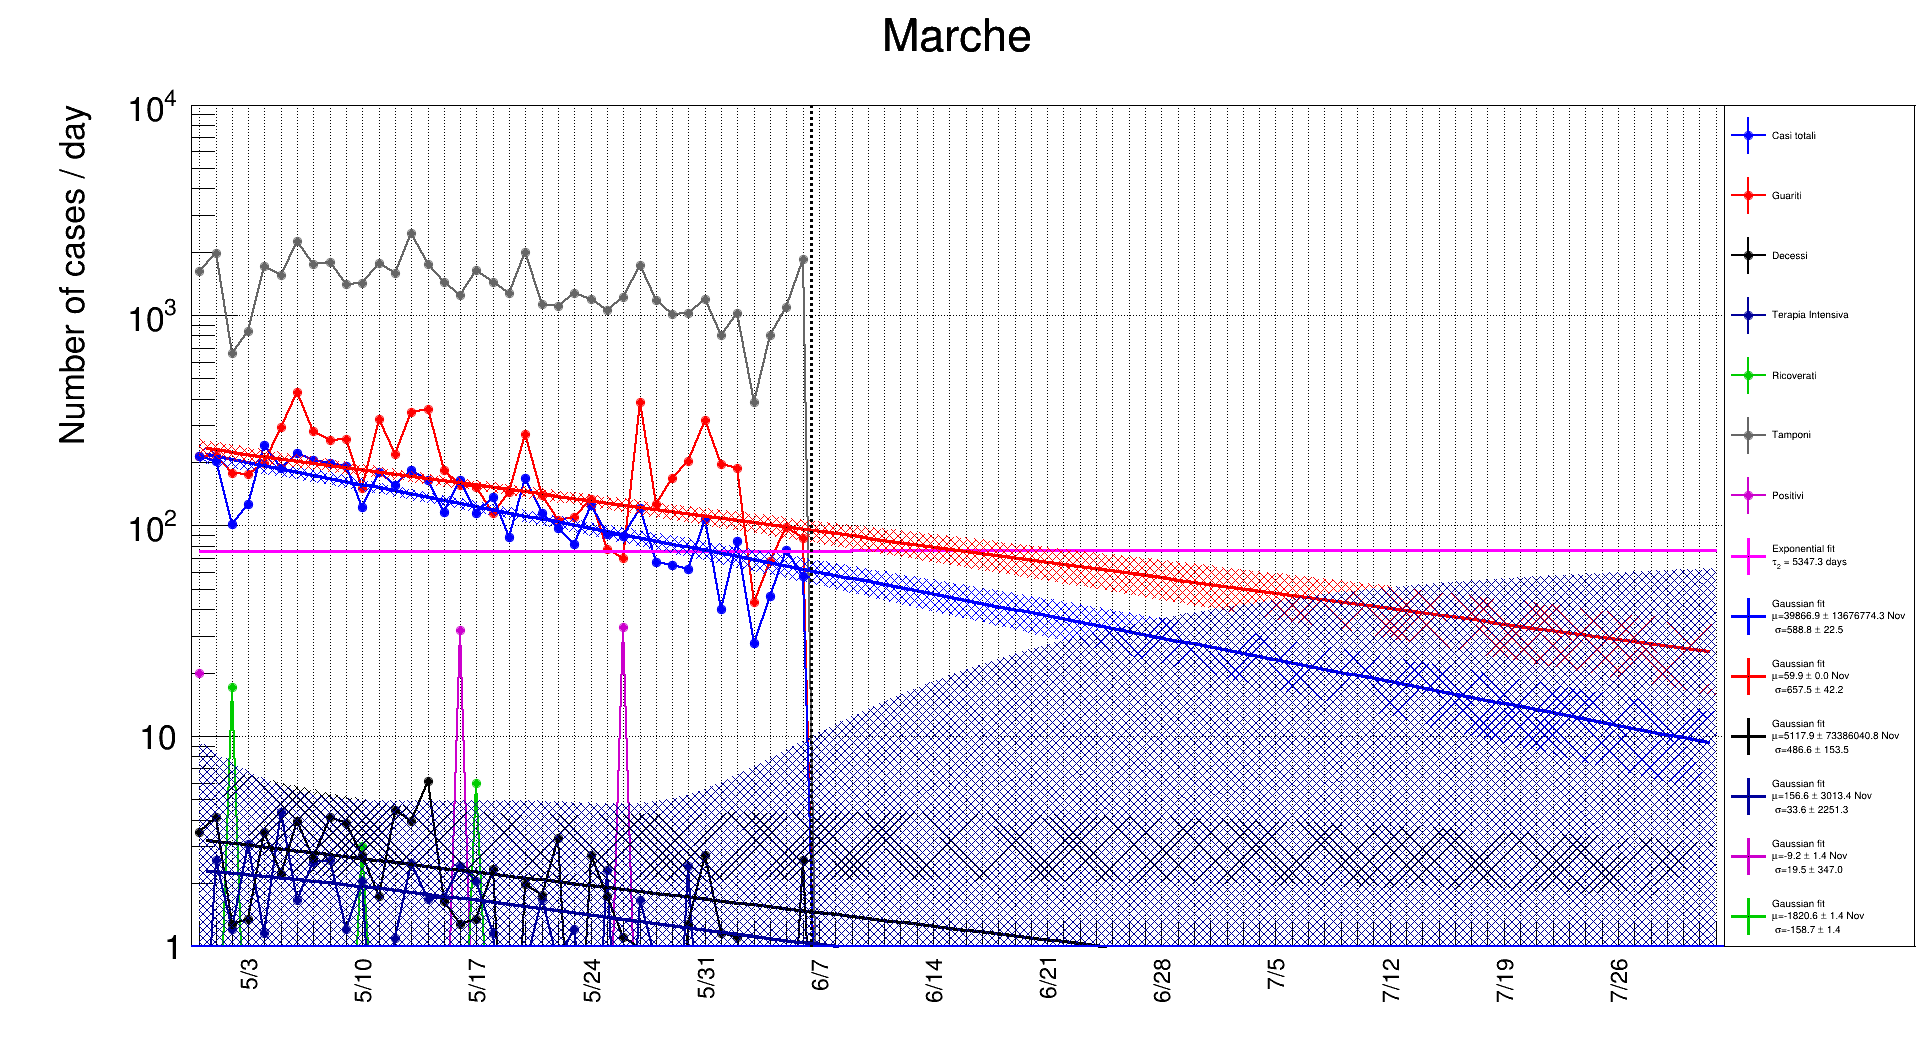 Marche
Number of cases / day
10^4
10^3
10^2
10
1
5/3
5/10
5/17
5/24
5/31
6/7
6/14
6/21
6/28
7/5
7/12
7/19
7/26
Casi totali
Guariti
Decessi
Terapia Intensiva
Ricoverati
Tamponi
Positivi
Exponential fit
τ₂ = 5347.3 days
Gaussian fit
μ=39866.9 ± 13676774.3 Nov
σ=588.8 ± 22.5
Gaussian fit
μ=59.9 ± 0.0 Nov
σ=657.5 ± 42.2
Gaussian fit
μ=5117.9 ± 73386040.8 Nov
σ=486.6 ± 153.5
Gaussian fit
μ=156.6 ± 3013.4 Nov
σ=33.6 ± 2251.3
Gaussian fit
μ=-9.2 ± 1.4 Nov
σ=19.5 ± 347.0
Gaussian fit
μ=-1820.6 ± 1.4 Nov
σ=-158.7 ± 1.4